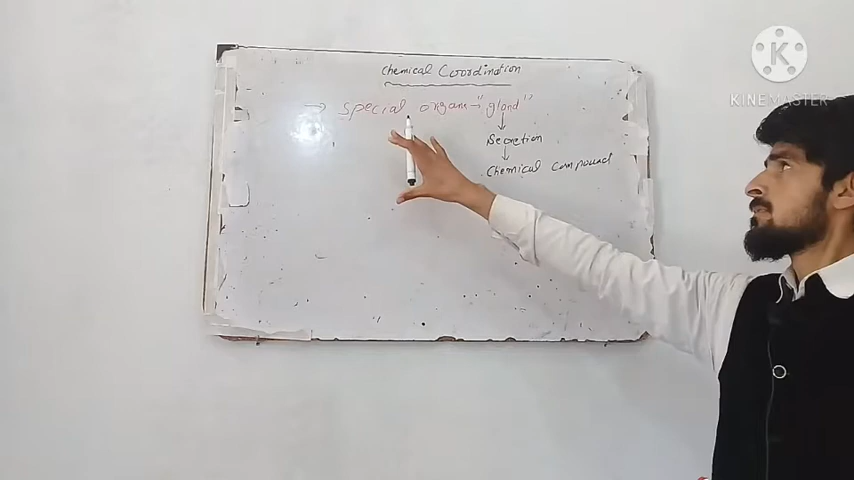 Chemical Coordination
→ Special organs - "gland"
↓
Secretion
↓
Chemical compound
K
KINEMASTER